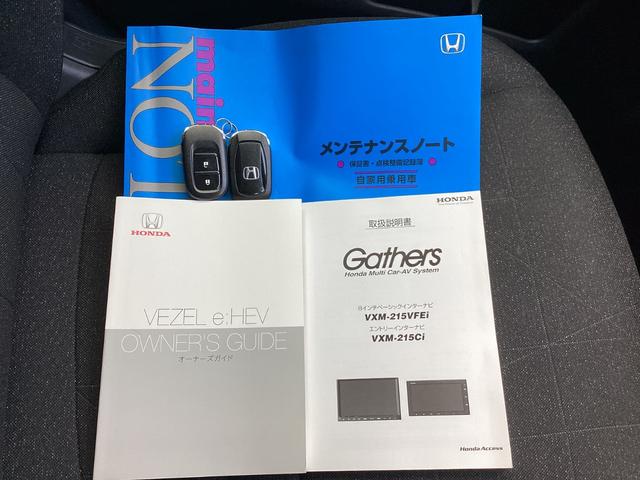 main
NO
メンテナンスノート
● 保証書・点検整備記録簿 ●
自家用乗用車
HONDA
HONDA
VEZEL e:HEV
OWNER'S GUIDE
オーナーズガイド
取扱説明書
Gathers
Honda Multi Car-AV System
8インチベーシックインターナビ
VXM-215VFEi
エントリーインターナビ
VXM-215Ci
Honda Access